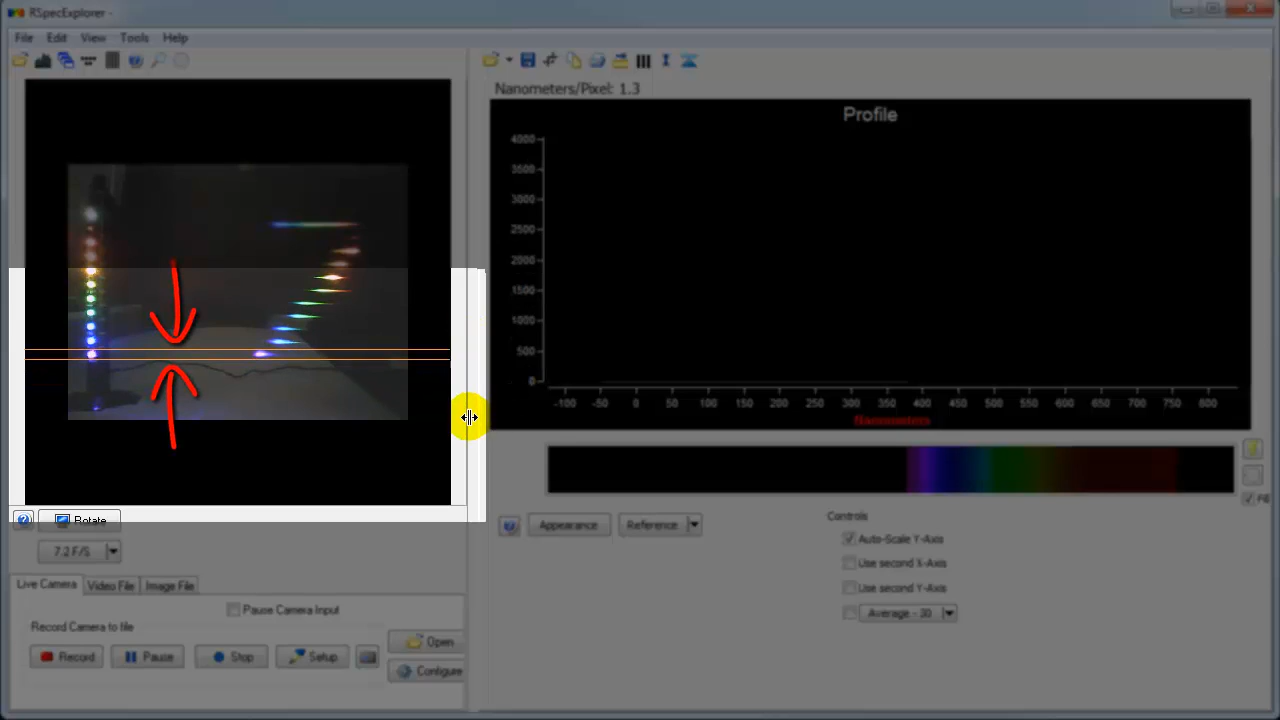 RSpecExplorer -
File Edit View Tools Help
Nanometers/Pixel: 1.3
Profile
4000
3500
3000
2500
2000
1500
1000
500
0
-100 -50 0 50 100 150 200 250 300 350 400 450 500 550 600 650 700 750 800
Nanometers
Fill
Rotate
Appearance Reference
Controls
7.2 F/S
Auto-Scale Y-Axis
Use second X-Axis
Use second Y-Axis
Average - 30
Live Camera Video File Image File
Pause Camera Input
Record Camera to file
Open
Record Pause Stop Setup
Configure